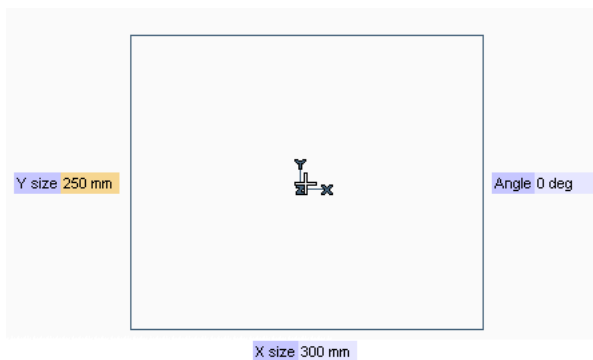 Y
Z X
Y size 250 mm
Angle 0 deg
X size 300 mm